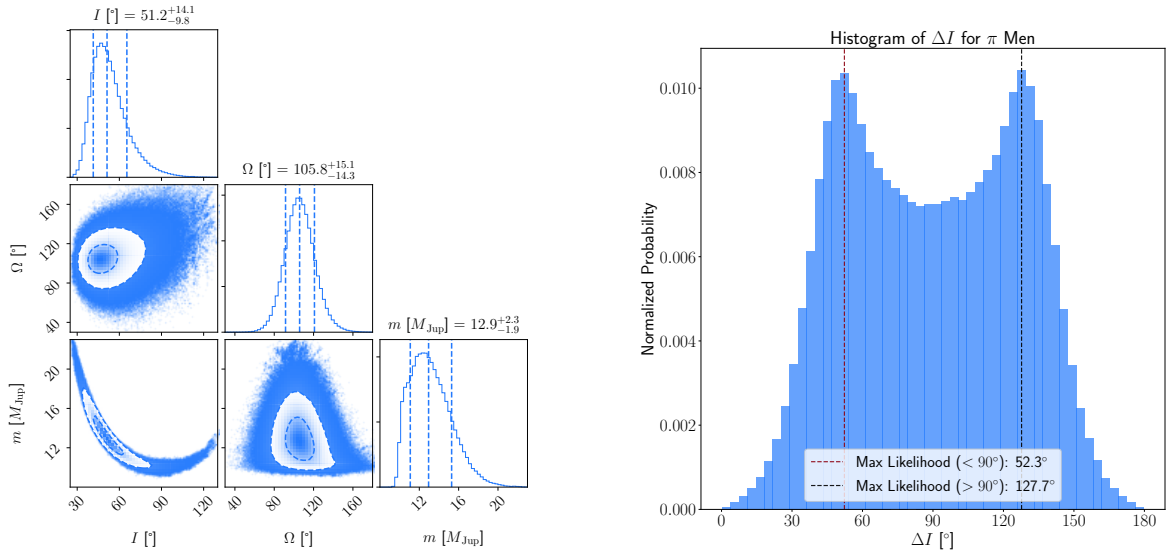 I [°] = 51.2+14.1−9.8
Ω [°] = 105.8+15.1−14.3
160
120
80
40
Ω [°]
m [MJup] = 12.9+2.3−1.9
20
16
12
m [MJup]
30
60
90
120
I [°]
40
80
120
160
Ω [°]
12
16
20
m [MJup]
Histogram of ΔI for π Men
0.010
0.008
0.006
0.004
0.002
0.000
Normalized Probability
Max Likelihood (< 90°): 52.3°
Max Likelihood (> 90°): 127.7°
0
30
60
90
120
150
180
ΔI [°]